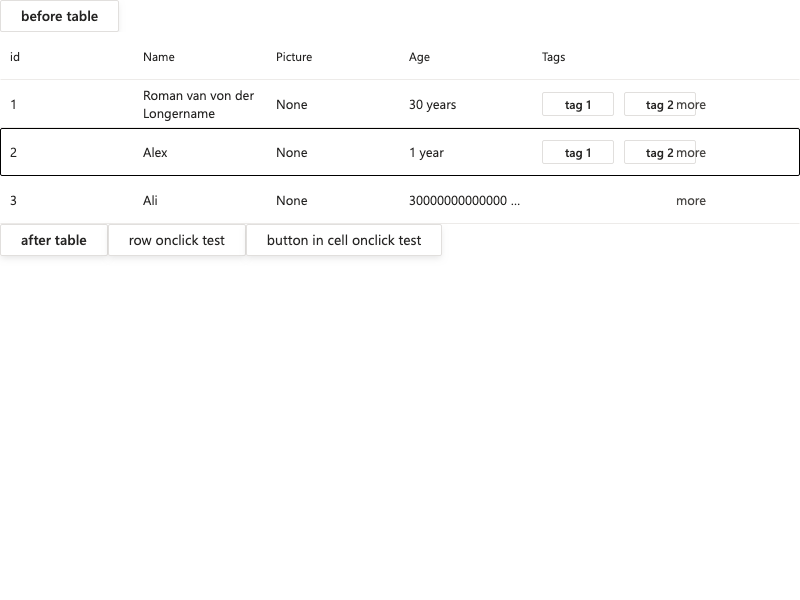 before table
id Name Picture Age Tags
1 Roman van von der Longername None 30 years tag 1 tag 2 more
2 Alex None 1 year tag 1 tag 2 more
3 Ali None 30000000000000 ... more
after table row onclick test button in cell onclick test